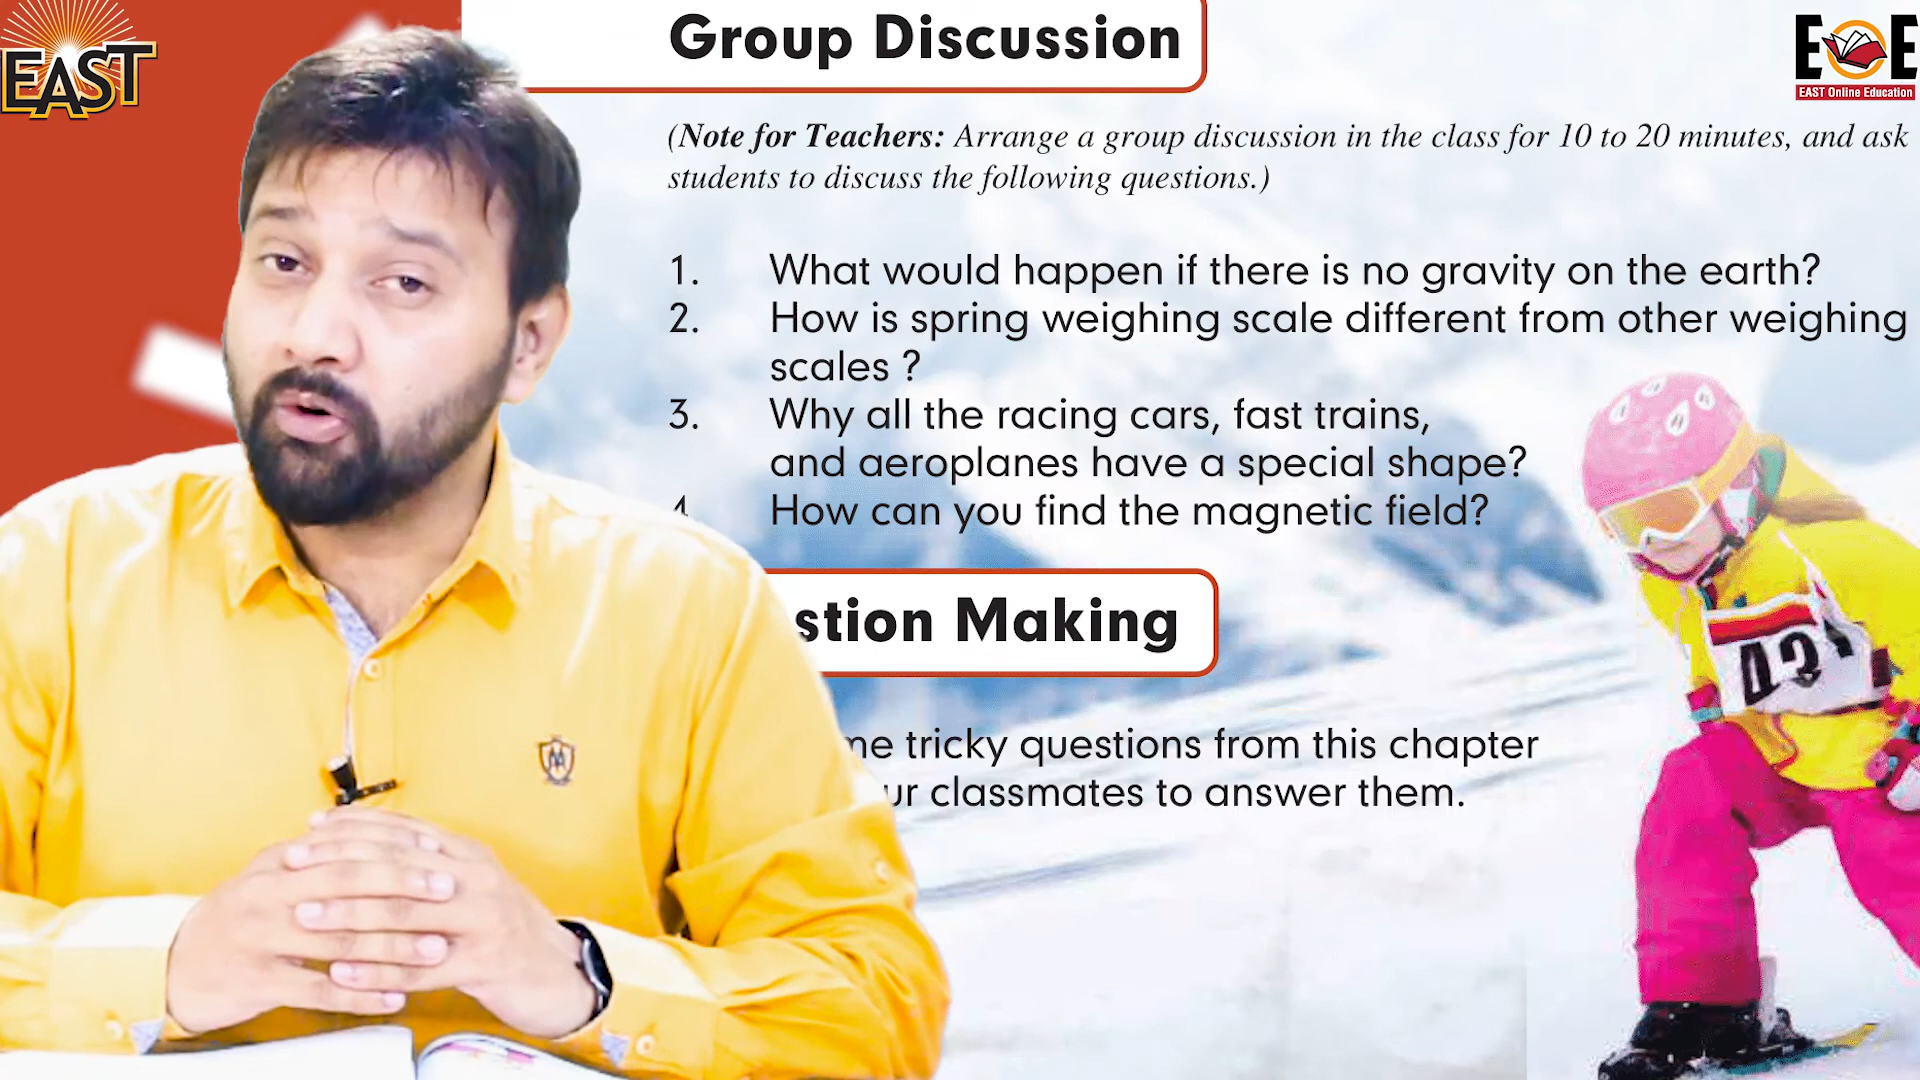 EAST
Group Discussion
EOE
EAST Online Education
(Note for Teachers: Arrange a group discussion in the class for 10 to 20 minutes, and ask
students to discuss the following questions.)
1. What would happen if there is no gravity on the earth?
2. How is spring weighing scale different from other weighing
scales ?
3. Why all the racing cars, fast trains,
and aeroplanes have a special shape?
How can you find the magnetic field?
stion Making
me tricky questions from this chapter
ur classmates to answer them.
43